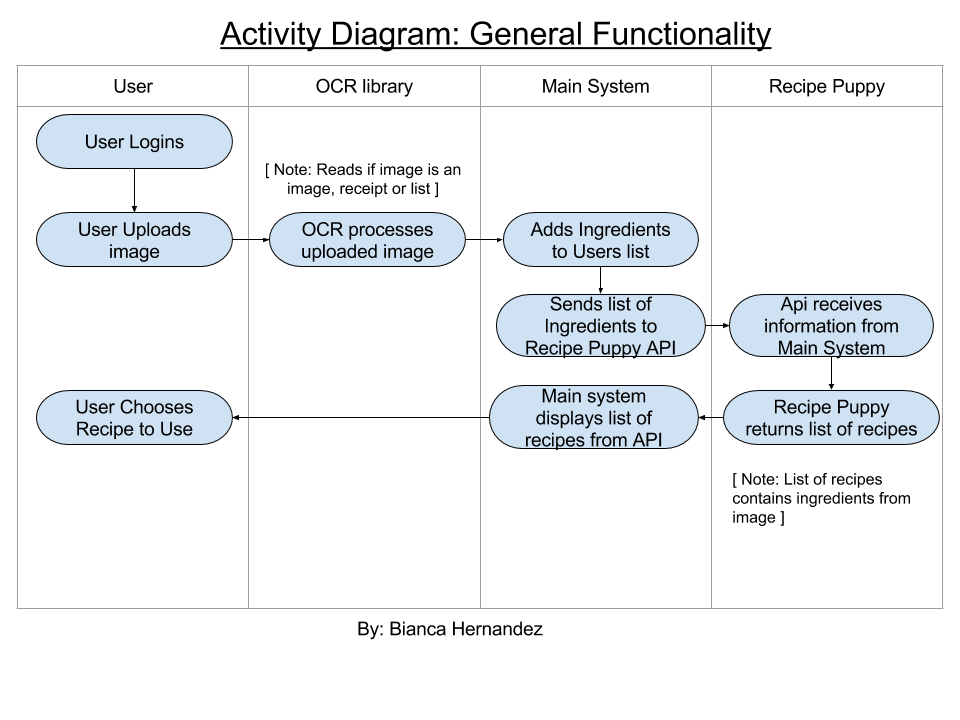 Activity Diagram: General Functionality
User
OCR library
Main System
Recipe Puppy
User Logins
[ Note: Reads if image is an
image, receipt or list ]
User Uploads
image
OCR processes
uploaded image
Adds Ingredients
to Users list
Sends list of
Ingredients to
Recipe Puppy API
Api receives
information from
Main System
User Chooses
Recipe to Use
Main system
displays list of
recipes from API
Recipe Puppy
returns list of recipes
[ Note: List of recipes
contains ingredients from
image ]
By: Bianca Hernandez